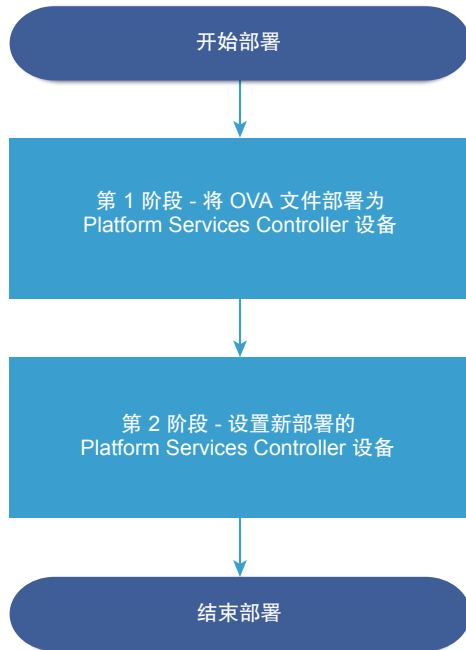 开始部署
第 1 阶段 - 将 OVA 文件部署为
Platform Services Controller 设备
第 2 阶段 - 设置新部署的
Platform Services Controller 设备
结束部署